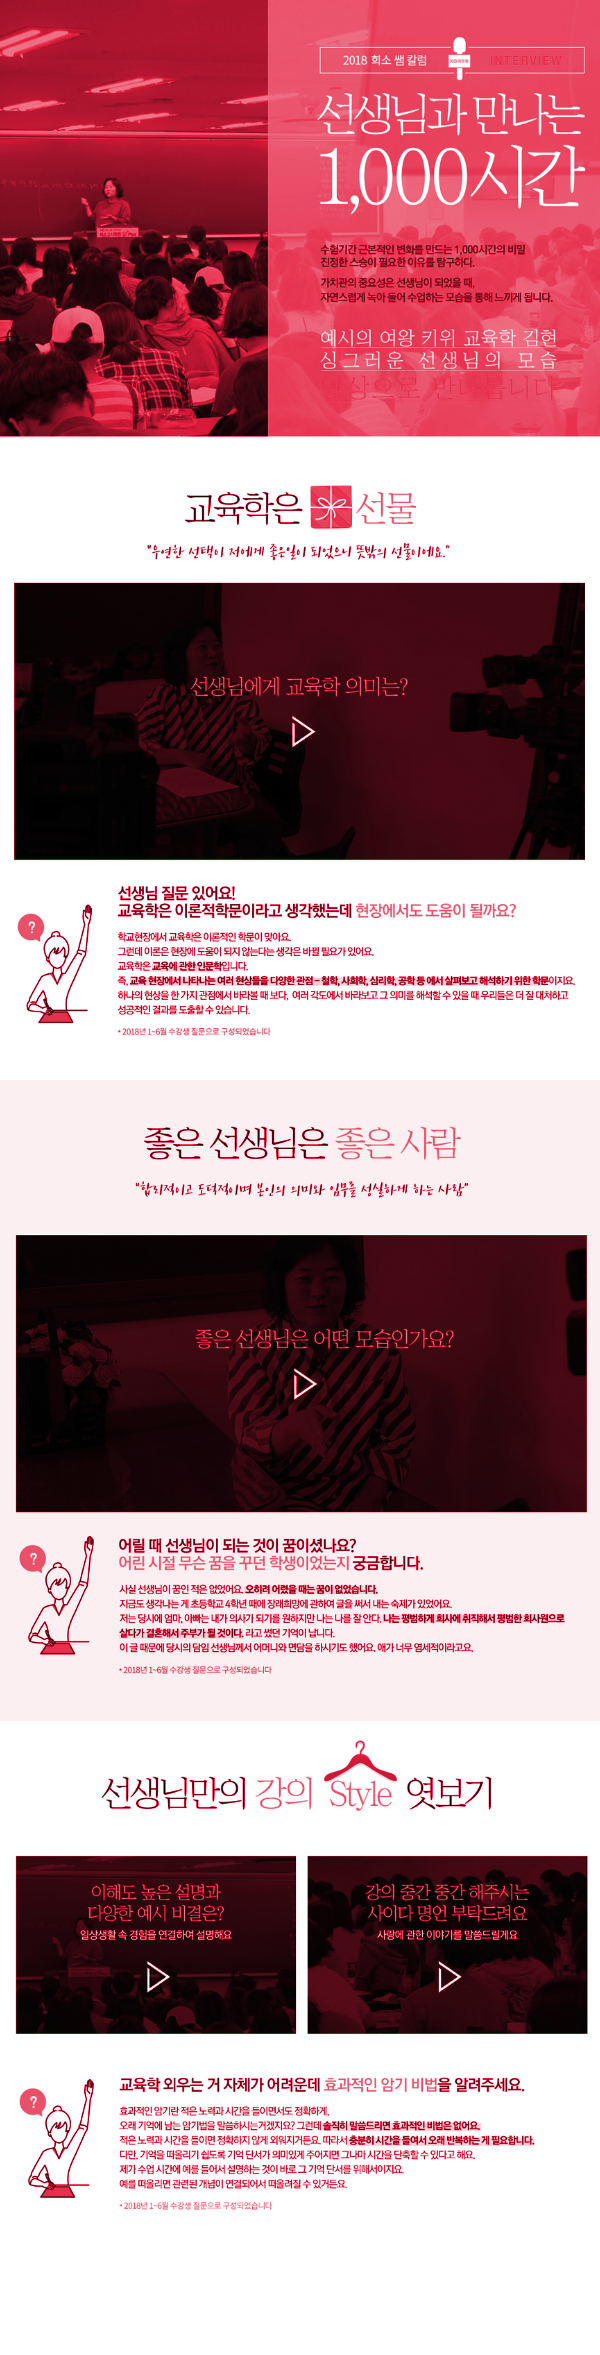 2018 희소 쌤 칼럼
INTERVIEW
선생님과 만나는
1,000시간
수험기간 근본적인 변화를 만드는 1,000시간의 비밀
진정한 스승이 필요한 이유를 탐구하다.
가치관의 중요성은 선생님이 되었을 때,
자연스럽게 녹아 들어 수업하는 모습을 통해 느끼게 됩니다.
예시의 여왕 키위 교육학 김현
싱그러운 선생님의 모습
영상으로 만나봅니다
교육학은 선물
"우연한 선택이 저에게 좋은일이 되었으니 뜻밖의 선물이에요."
선생님에게 교육학 의미는?
?
선생님 질문 있어요!
교육학은 이론적학문이라고 생각했는데 현장에서도 도움이 될까요?
학교현장에서 교육학은 이론적인 학문이 맞아요.
그런데 이론은 현장에 도움이 되지 않는다는 생각은 바뀔 필요가 있어요.
교육학은 교육에 관한 인문학입니다.
즉, 교육 현장에서 나타나는 여러 현상들을 다양한 관점 – 철학, 사회학, 심리학, 공학 등 에서 살펴보고 해석하기 위한 학문이지요.
하나의 현상을 한 가지 관점에서 바라볼 때 보다, 여러 각도에서 바라보고 그 의미를 해석할 수 있을 때 우리들은 더 잘 대처하고
성공적인 결과를 도출할 수 있습니다.
* 2018년 1~6월 수강생 질문으로 구성되었습니다
좋은 선생님은 좋은 사람
"합리적이고 도덕적이며 본인의 의미와 임무를 성실하게 하는 사람"
좋은 선생님은 어떤 모습인가요?
?
어릴 때 선생님이 되는 것이 꿈이셨나요?
어린 시절 무슨 꿈을 꾸던 학생이었는지 궁금합니다.
사실 선생님이 꿈인 적은 없었어요. 오히려 어렸을 때는 꿈이 없었습니다.
지금도 생각나는 게 초등학교 4학년 때에 장래희망에 관하여 글을 써서 내는 숙제가 있었어요.
저는 당시에 엄마, 아빠는 내가 의사가 되기를 원하지만 나는 나를 잘 안다. 나는 평범하게 회사에 취직해서 평범한 회사원으로
살다가 결혼해서 주부가 될 것이다. 라고 썼던 기억이 납니다.
이 글 때문에 당시의 담임 선생님께서 어머니와 면담을 하시기도 했어요. 애가 너무 염세적이라고요.
* 2018년 1~6월 수강생 질문으로 구성되었습니다
선생님만의 강의 Style 엿보기
이해도 높은 설명과
다양한 예시 비결은?
일상생활 속 경험을 연결하여 설명해요
강의 중간 중간 해주시는
사이다 명언 부탁드려요
사랑에 관한 이야기를 말씀드릴게요
?
교육학 외우는 거 자체가 어려운데 효과적인 암기 비법을 알려주세요.
효과적인 암기란 적은 노력과 시간을 들이면서도 정확하게,
오래 기억에 남는 암기법을 말씀하시는거겠지요? 그런데 솔직히 말씀드리면 효과적인 비법은 없어요.
적은 노력과 시간을 들이면 정확하지 않게 외워지거든요. 따라서 충분히 시간을 들여서 오래 반복하는 게 필요합니다.
다만, 기억을 떠올리기 쉽도록 기억 단서가 의미있게 주어지면 그나마 시간을 단축할 수 있다고 해요.
제가 수업 시간에 예를 들어서 설명하는 것이 바로 그 기억 단서를 위해서이지요.
예를 떠올리면 관련된 개념이 연결되어서 떠올려질 수 있거든요.
* 2018년 1~6월 수강생 질문으로 구성되었습니다